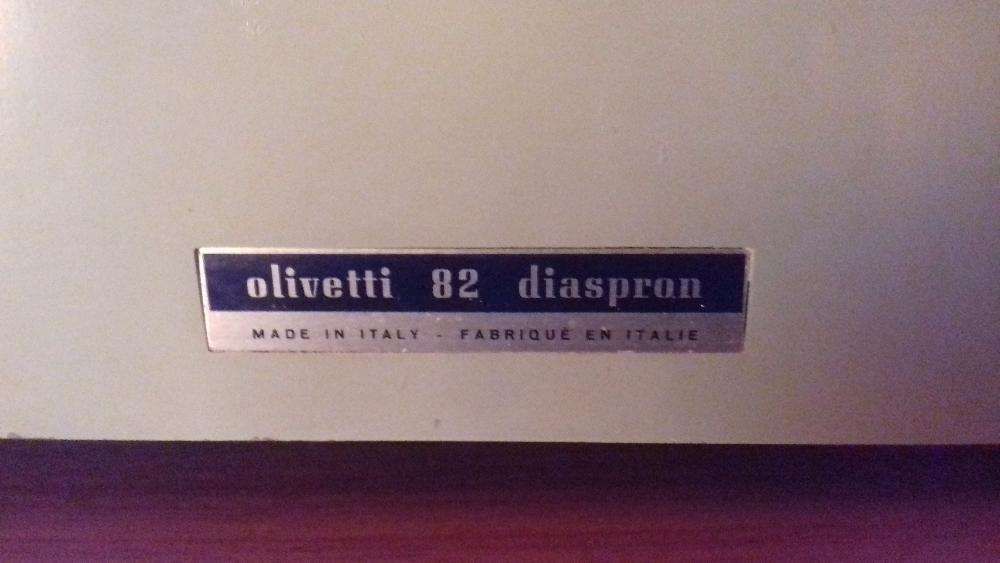 olivetti 82 diaspron
MADE IN ITALY - FABRIQUÉ EN ITALIE